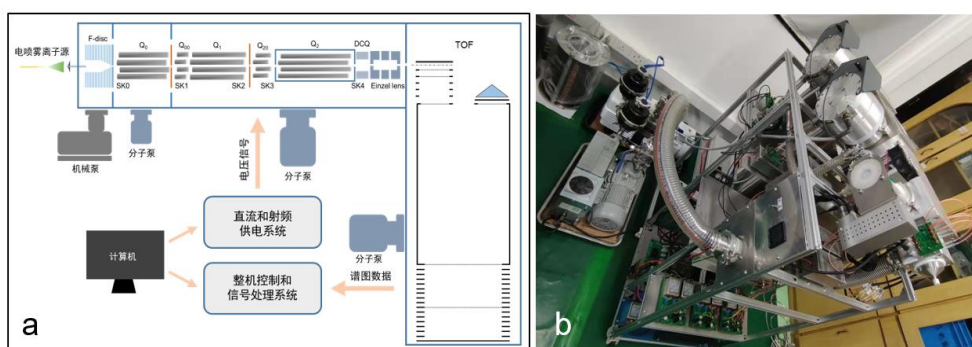 电喷雾离子源
F-disc
Q₀
Q₀₀
Q₁
Q₂₀
Q₂
DCQ
TOF
SK0
SK1
SK2
SK3
SK4
Einzel lens
机械泵
分子泵
电压信号
分子泵
直流和射频
供电系统
计算机
整机控制和
信号处理系统
分子泵
谱图数据
a
b